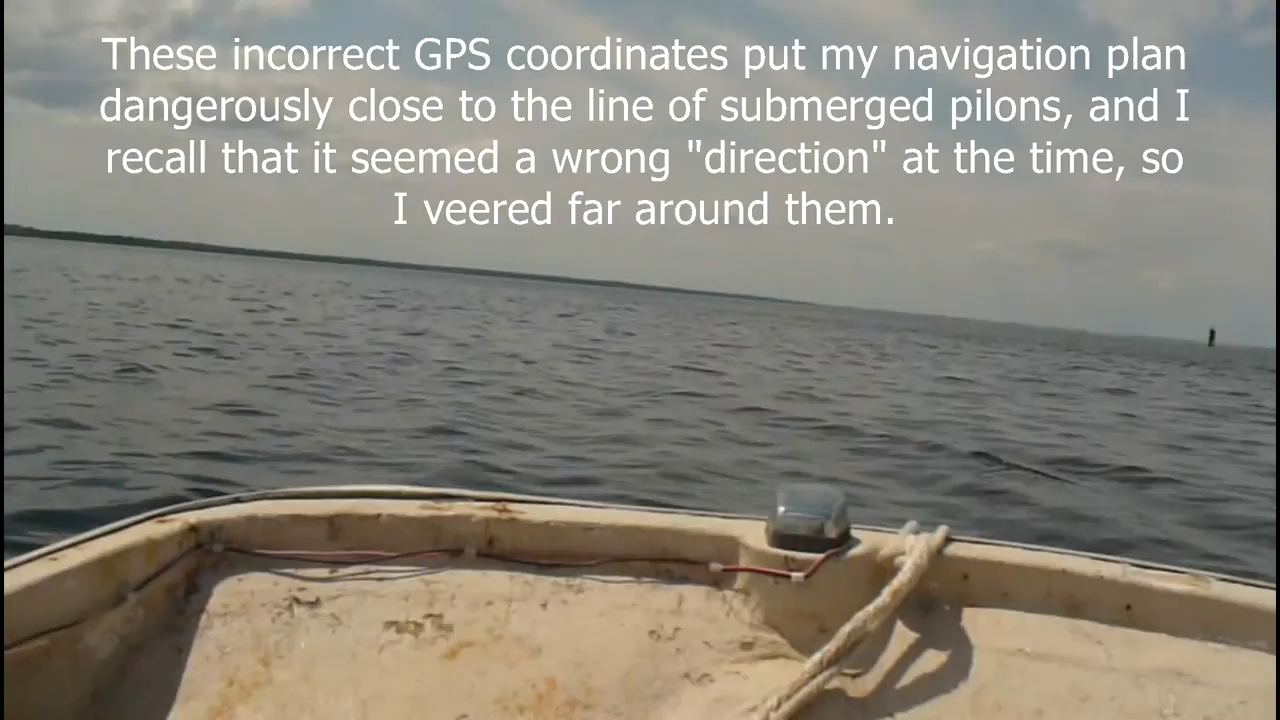 These incorrect GPS coordinates put my navigation plan
dangerously close to the line of submerged pilons, and I
recall that it seemed a wrong "direction" at the time, so
I veered far around them.